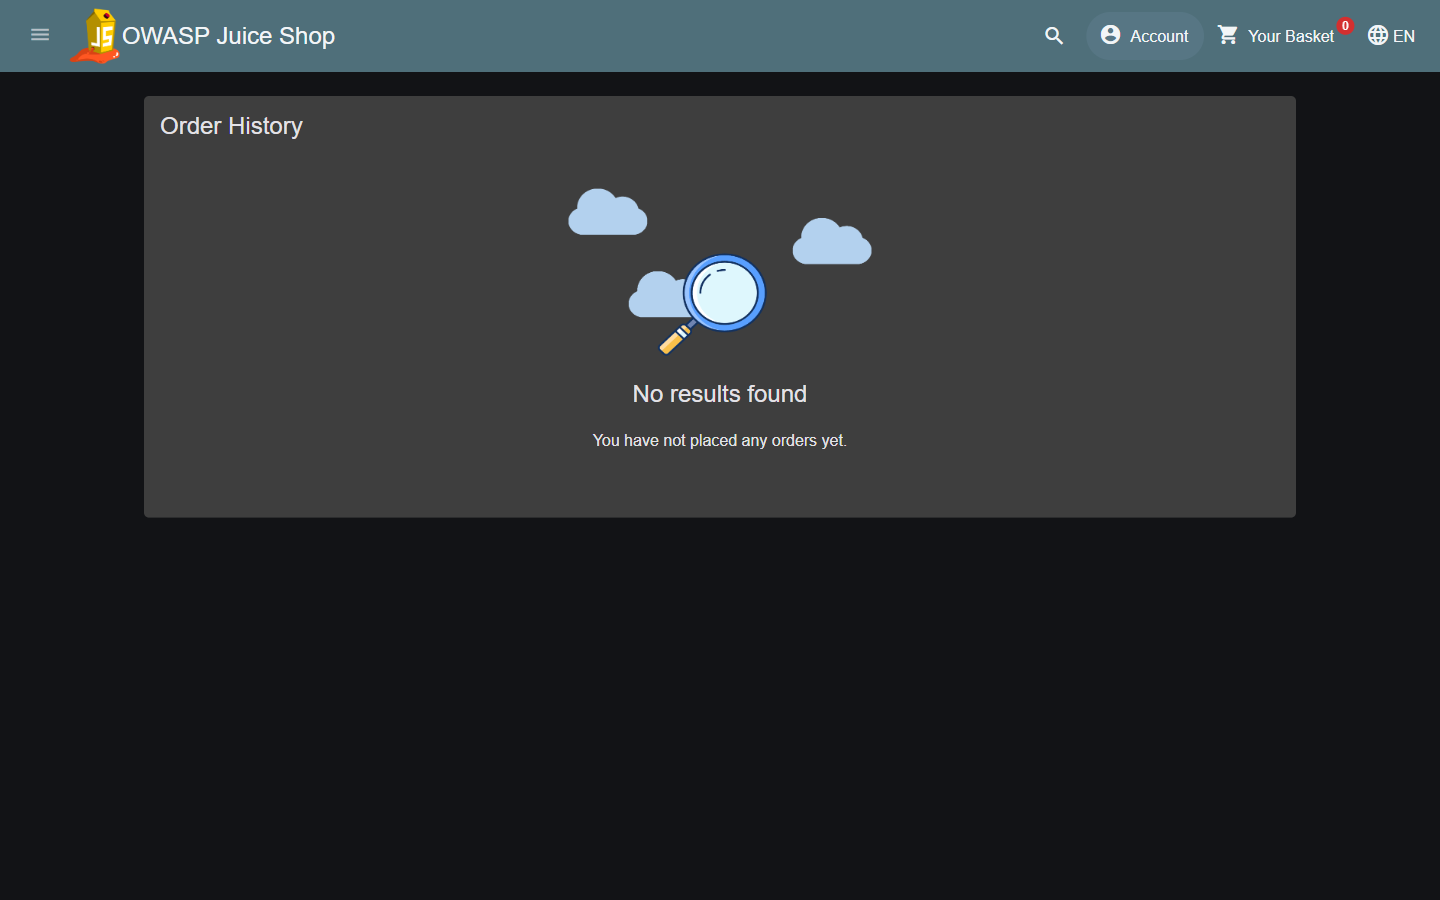 OWASP Juice Shop
Account
Your Basket
0
EN
Order History
No results found
You have not placed any orders yet.
JS